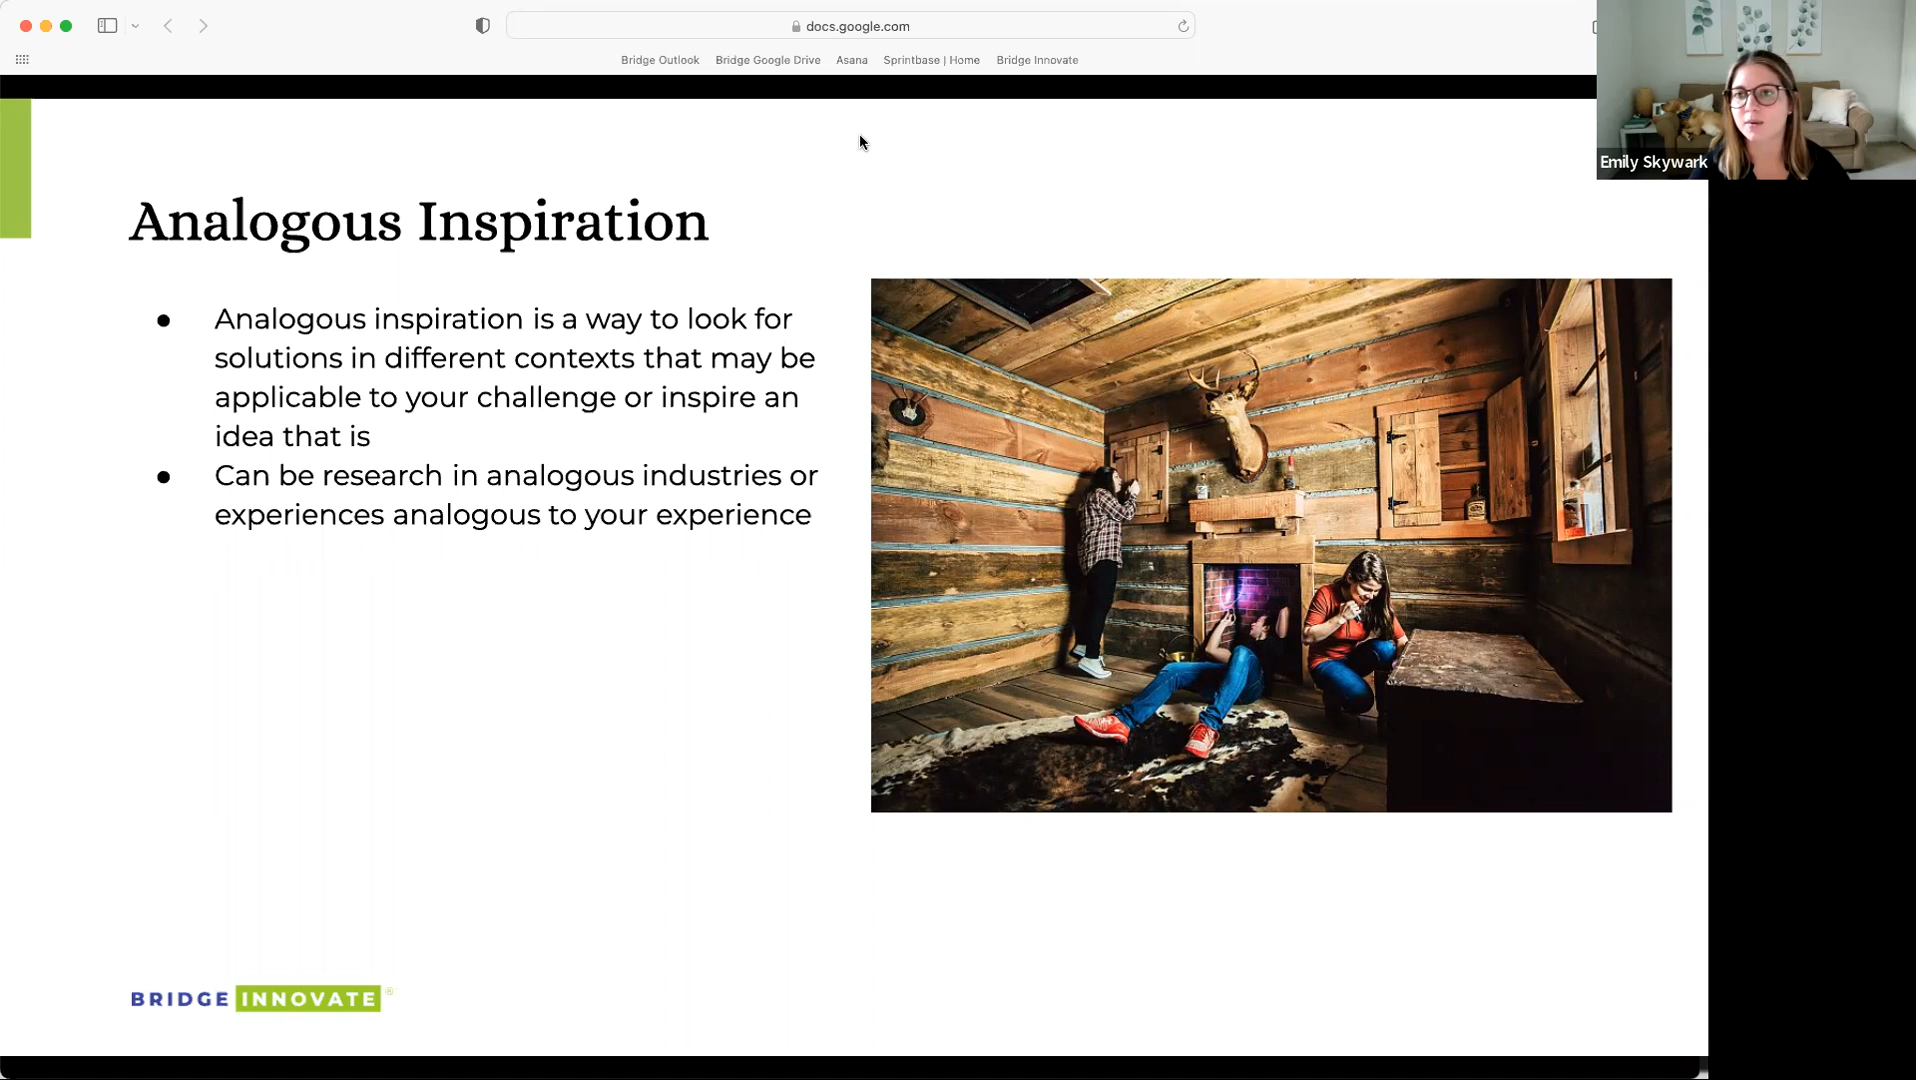 docs.google.com
Bridge Outlook Bridge Google Drive Asana Sprintbase | Home Bridge Innovate
Emily Skywark
Analogous Inspiration
● Analogous inspiration is a way to look for
solutions in different contexts that may be
applicable to your challenge or inspire an
idea that is
● Can be research in analogous industries or
experiences analogous to your experience
BRIDGE INNOVATE®